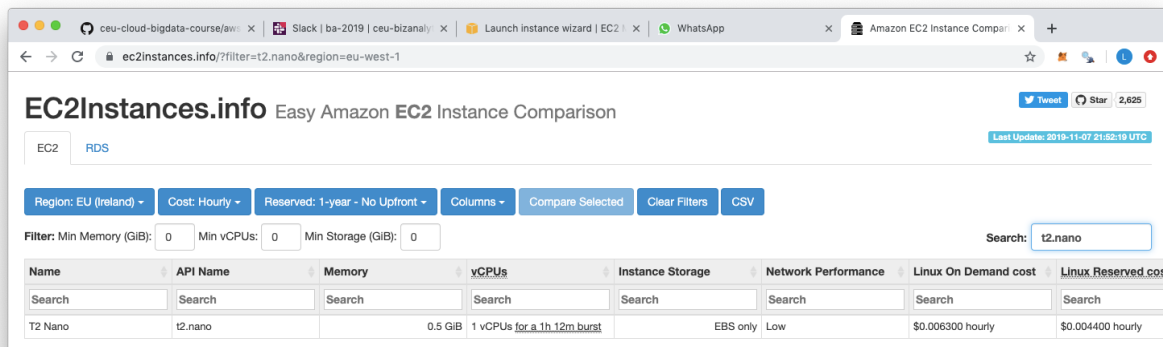 ceu-cloud-bigdata-course/aws
Slack | ba-2019 | ceu-bizanaly
Launch instance wizard | EC2 M
WhatsApp
Amazon EC2 Instance Compari
ec2instances.info/?filter=t2.nano&region=eu-west-1
L
EC2Instances.info Easy Amazon EC2 Instance Comparison
Tweet Star 2,625
Last Update: 2019-11-07 21:52:19 UTC
EC2 RDS
Region: EU (Ireland) Cost: Hourly Reserved: 1-year - No Upfront Columns Compare Selected Clear Filters CSV
Filter: Min Memory (GiB): 0 Min vCPUs: 0 Min Storage (GiB): 0 Search: t2.nano
Name API Name Memory vCPUs Instance Storage Network Performance Linux On Demand cost Linux Reserved cos
Search Search Search Search Search Search Search Search
T2 Nano t2.nano 0.5 GiB 1 vCPUs for a 1h 12m burst EBS only Low $0.006300 hourly $0.004400 hourly